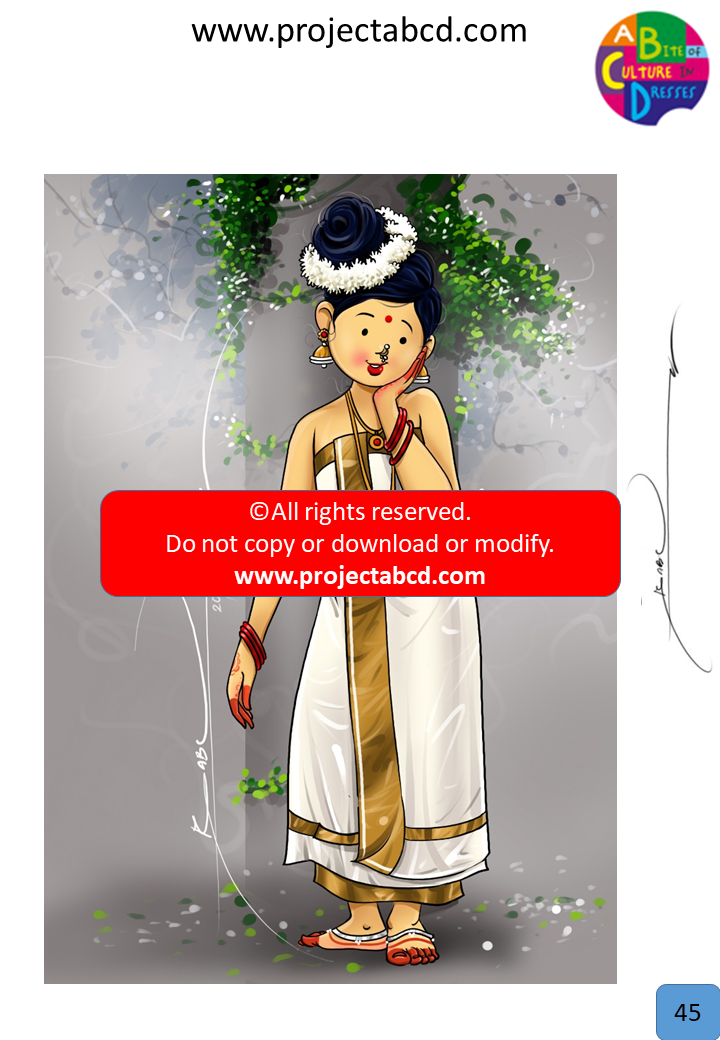 www.projectabcd.com
A BITE OF
CULTURE IN
DRESSES
©All rights reserved.
Do not copy or download or modify.
www.projectabcd.com
45